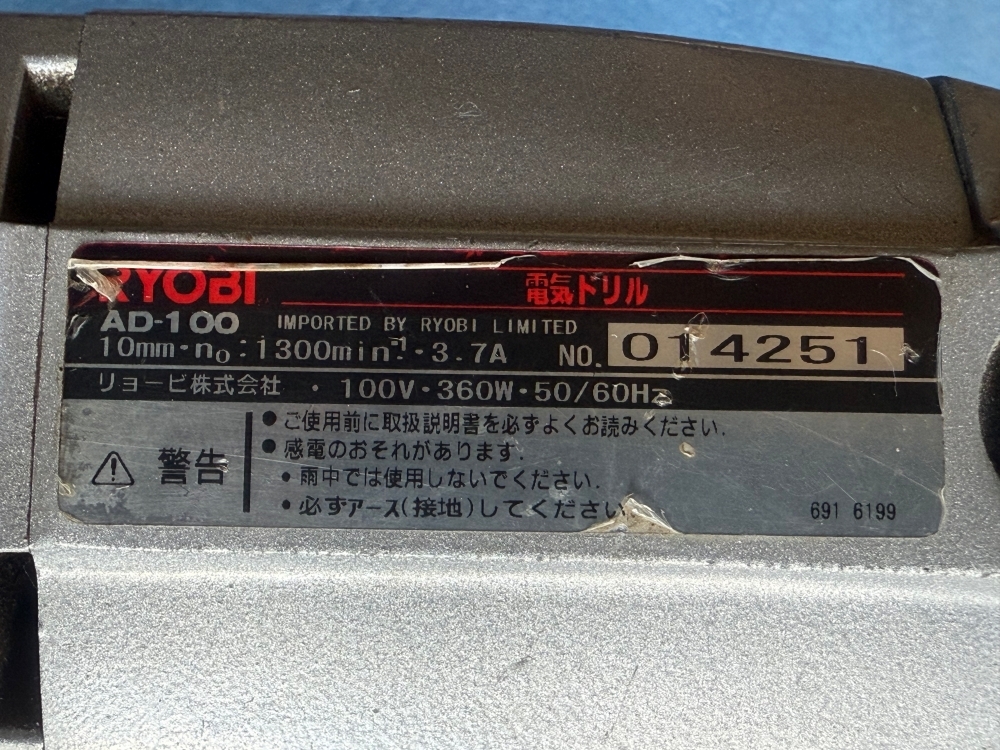 RYOBI 電気ドリル
AD-100 IMPORTED BY RYOBI LIMITED
10mm・n₀:1300min⁻¹・3.7A NO. 014251
リョービ株式会社 ・100V・360W・50/60Hz
⚠ 警告
●ご使用前に取扱説明書を必ずよくお読みください.
●感電のおそれがあります.
・雨中では使用しないでください.
・必ずアース(接地)してください
691 6199